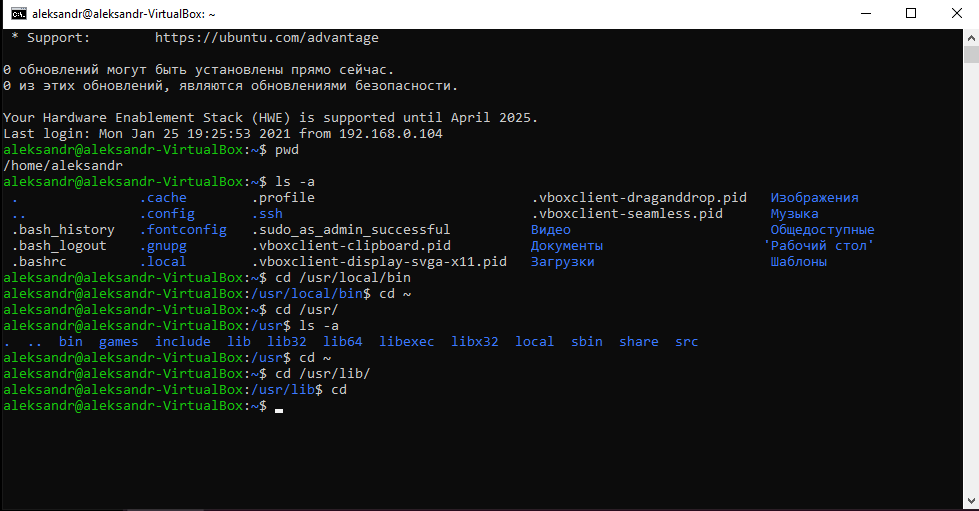 aleksandr@aleksandr-VirtualBox: ~
* Support:        https://ubuntu.com/advantage
0 обновлений могут быть установлены прямо сейчас.
0 из этих обновлений, являются обновлениями безопасности.
Your Hardware Enablement Stack (HWE) is supported until April 2025.
Last login: Mon Jan 25 19:25:53 2021 from 192.168.0.104
aleksandr@aleksandr-VirtualBox:~$ pwd
/home/aleksandr
aleksandr@aleksandr-VirtualBox:~$ ls -a
.              .cache       .profile                         .vboxclient-draganddrop.pid   Изображения
..             .config      .ssh                             .vboxclient-seamless.pid      Музыка
.bash_history   .fontconfig   .sudo_as_admin_successful          Видео                         Общедоступные
.bash_logout    .gnupg        .vboxclient-clipboard.pid          Документы                    'Рабочий стол'
.bashrc         .local        .vboxclient-display-svga-x11.pid   Загрузки                      Шаблоны
aleksandr@aleksandr-VirtualBox:~$ cd /usr/local/bin
aleksandr@aleksandr-VirtualBox:/usr/local/bin$ cd ~
aleksandr@aleksandr-VirtualBox:~$ cd /usr/
aleksandr@aleksandr-VirtualBox:/usr$ ls -a
.  ..  bin  games  include  lib  lib32  lib64  libexec  libx32  local  sbin  share  src
aleksandr@aleksandr-VirtualBox:/usr$ cd ~
aleksandr@aleksandr-VirtualBox:~$ cd /usr/lib/
aleksandr@aleksandr-VirtualBox:/usr/lib$ cd
aleksandr@aleksandr-VirtualBox:~$